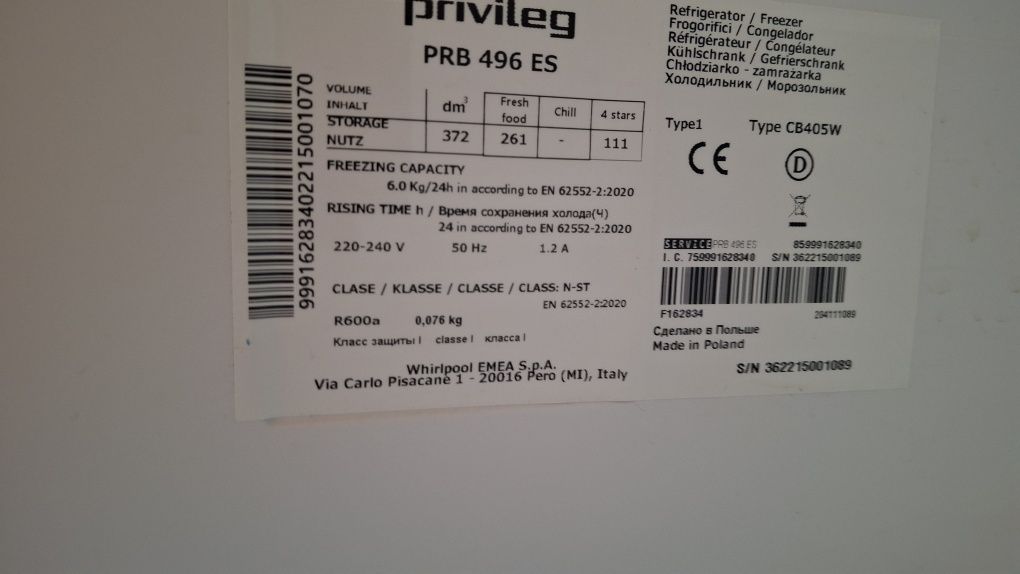 privileg
PRB 496 ES
999162834022150 01070
VOLUME
INHALT
dm³
Fresh food
Chill
4 stars
STORAGE
NUTZ
372
261
-
111
FREEZING CAPACITY
6.0 Kg/24h in according to EN 62552-2:2020
RISING TIME h / Время сохранения холода(Ч)
24 in according to EN 62552-2:2020
220-240 V 50 Hz 1.2 A
CLASE / KLASSE / CLASSE / CLASS: N-ST
EN 62552-2:2020
R600a 0,076 kg
Класс защиты I classe I класса I
Whirlpool EMEA S.p.A.
Via Carlo Pisacane 1 - 20016 Pero (MI), Italy
Refrigerator / Freezer
Frogorifici / Congelador
Réfrigérateur / Congélateur
Kühlschrank / Gefrierschrank
Chłodziarko - zamrażarka
Холодильник / Морозольник
Type1 Type CB405W
CE D
SERVICE PRB 496 ES 859991628340
I. C. 759991628340 S/N 362215001089
F162834 204111089
Сделано в Польше
Made in Poland
S/N 362215001089